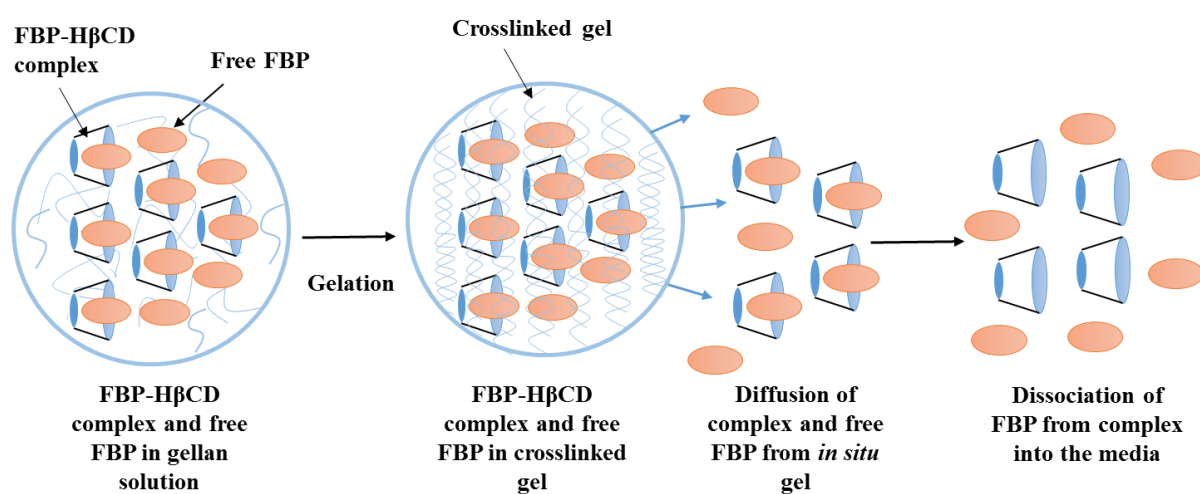 FBP-HβCD
complex
Free FBP
Crosslinked gel
Gelation
FBP-HβCD
complex and free
FBP in gellan
solution
FBP-HβCD
complex and free
FBP in crosslinked
gel
Diffusion of
complex and free
FBP from in situ
gel
Dissociation of
FBP from complex
into the media